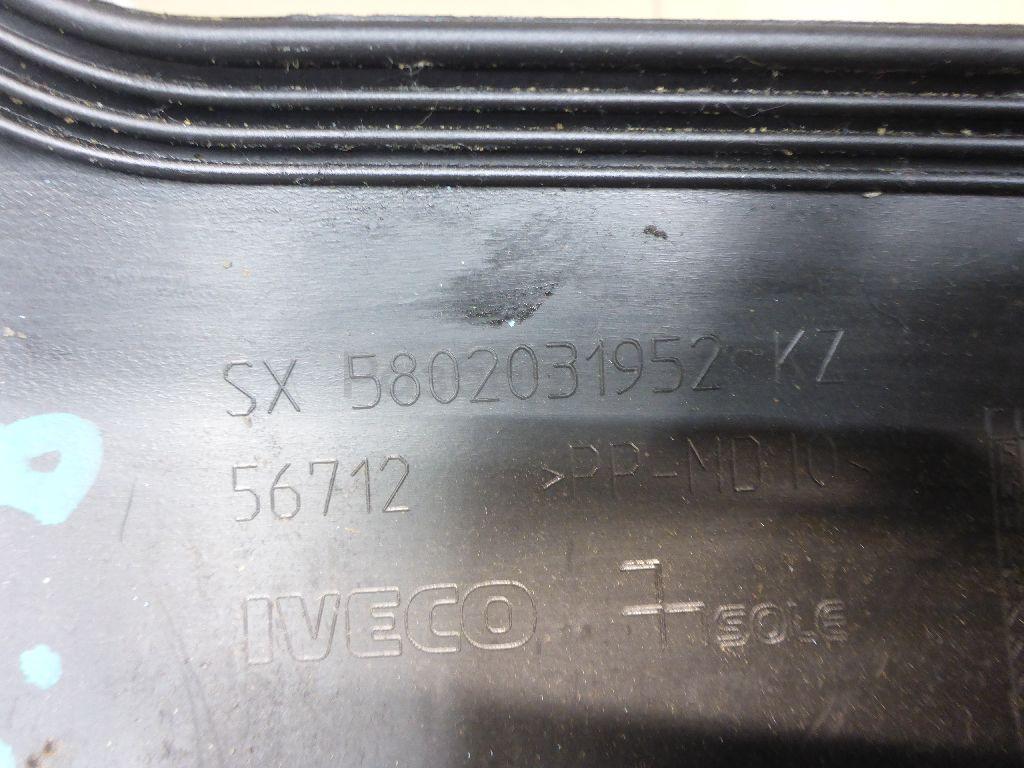 SX 5802031952 KZ
56712 >PP-MD10<
IVECO SOLE